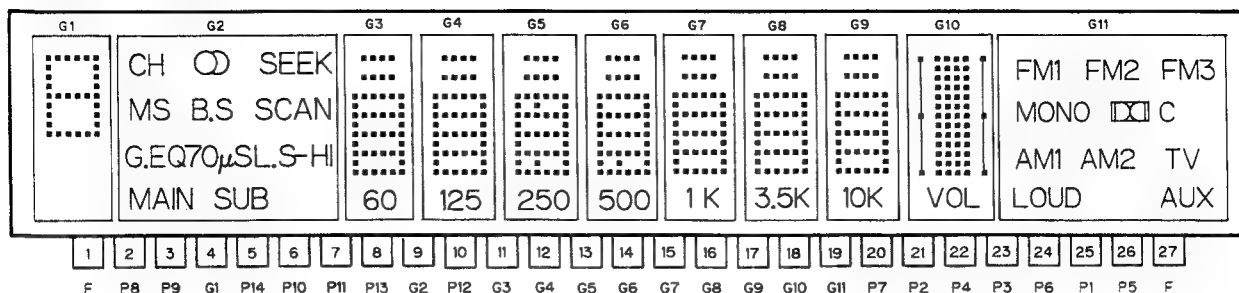 G1 G2 G3 G4 G5 G6 G7 G8 G9 G10 G11
CH SEEK
MS B.S SCAN
G.EQ70μSL.S-HI
MAIN SUB
60 125 250 500 1K 3.5K 10K VOL
FM1 FM2 FM3
MONO C
AM1 AM2 TV
LOUD AUX
1 2 3 4 5 6 7 8 9 10 11 12 13 14 15 16 17 18 19 20 21 22 23 24 25 26 27
F P8 P9 G1 P14 P10 P11 P13 G2 P12 G3 G4 G5 G6 G7 G8 G9 G10 G11 P7 P2 P4 P3 P6 P1 P5 F